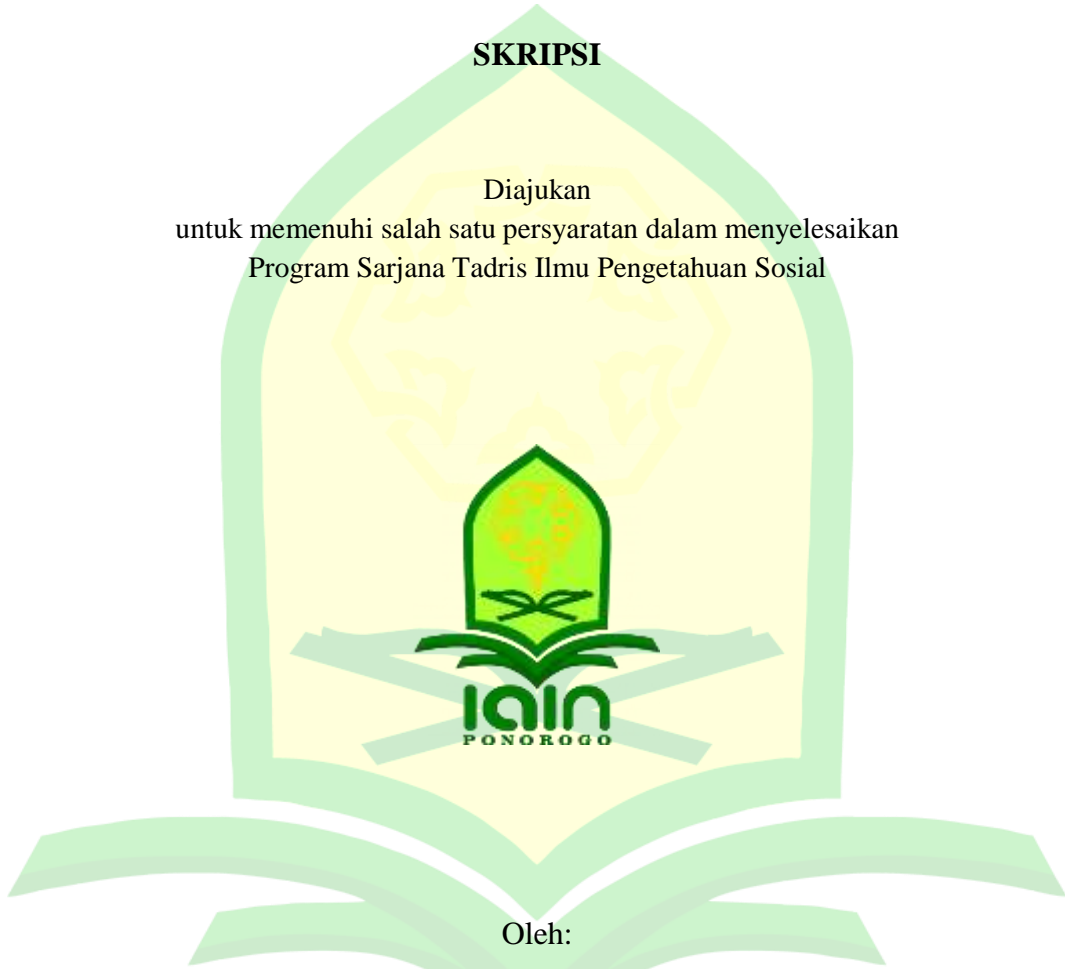 SKRIPSI
Diajukan
untuk memenuhi salah satu persyaratan dalam menyelesaikan
Program Sarjana Tadris Ilmu Pengetahuan Sosial
IAIN
PONOROGO
Oleh: